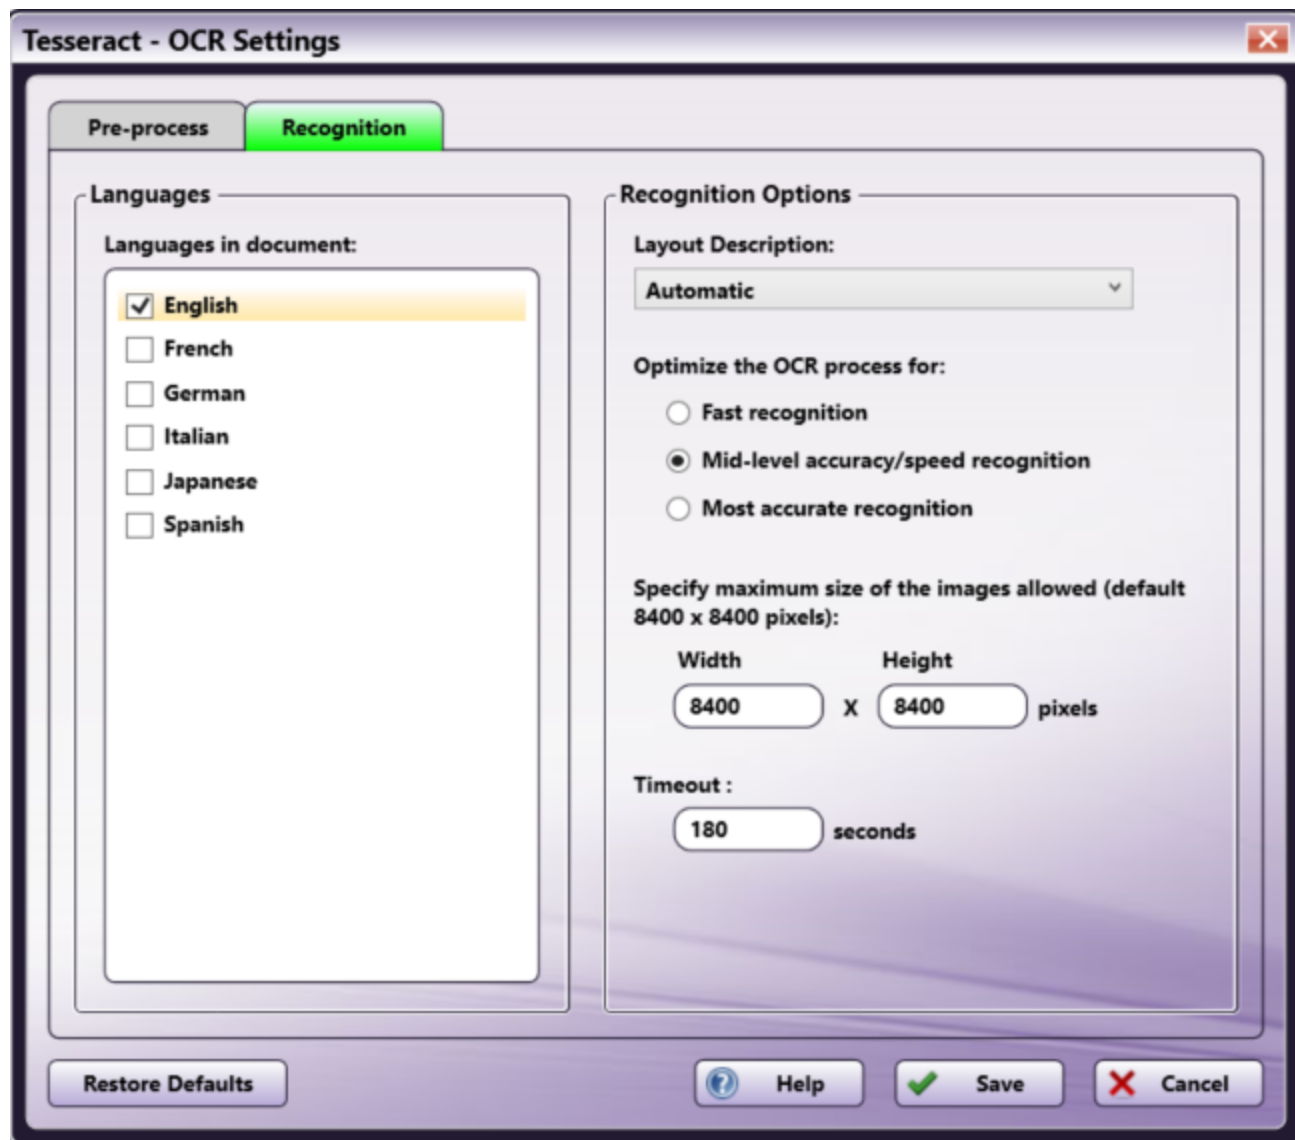 Tesseract - OCR Settings
Pre-process
Recognition
Languages
Languages in document:
English
French
German
Italian
Japanese
Spanish
Recognition Options
Layout Description:
Automatic
Optimize the OCR process for:
Fast recognition
Mid-level accuracy/speed recognition
Most accurate recognition
Specify maximum size of the images allowed (default
8400 x 8400 pixels):
Width Height
8400 X 8400 pixels
Timeout :
180 seconds
Restore Defaults
Help
Save
Cancel